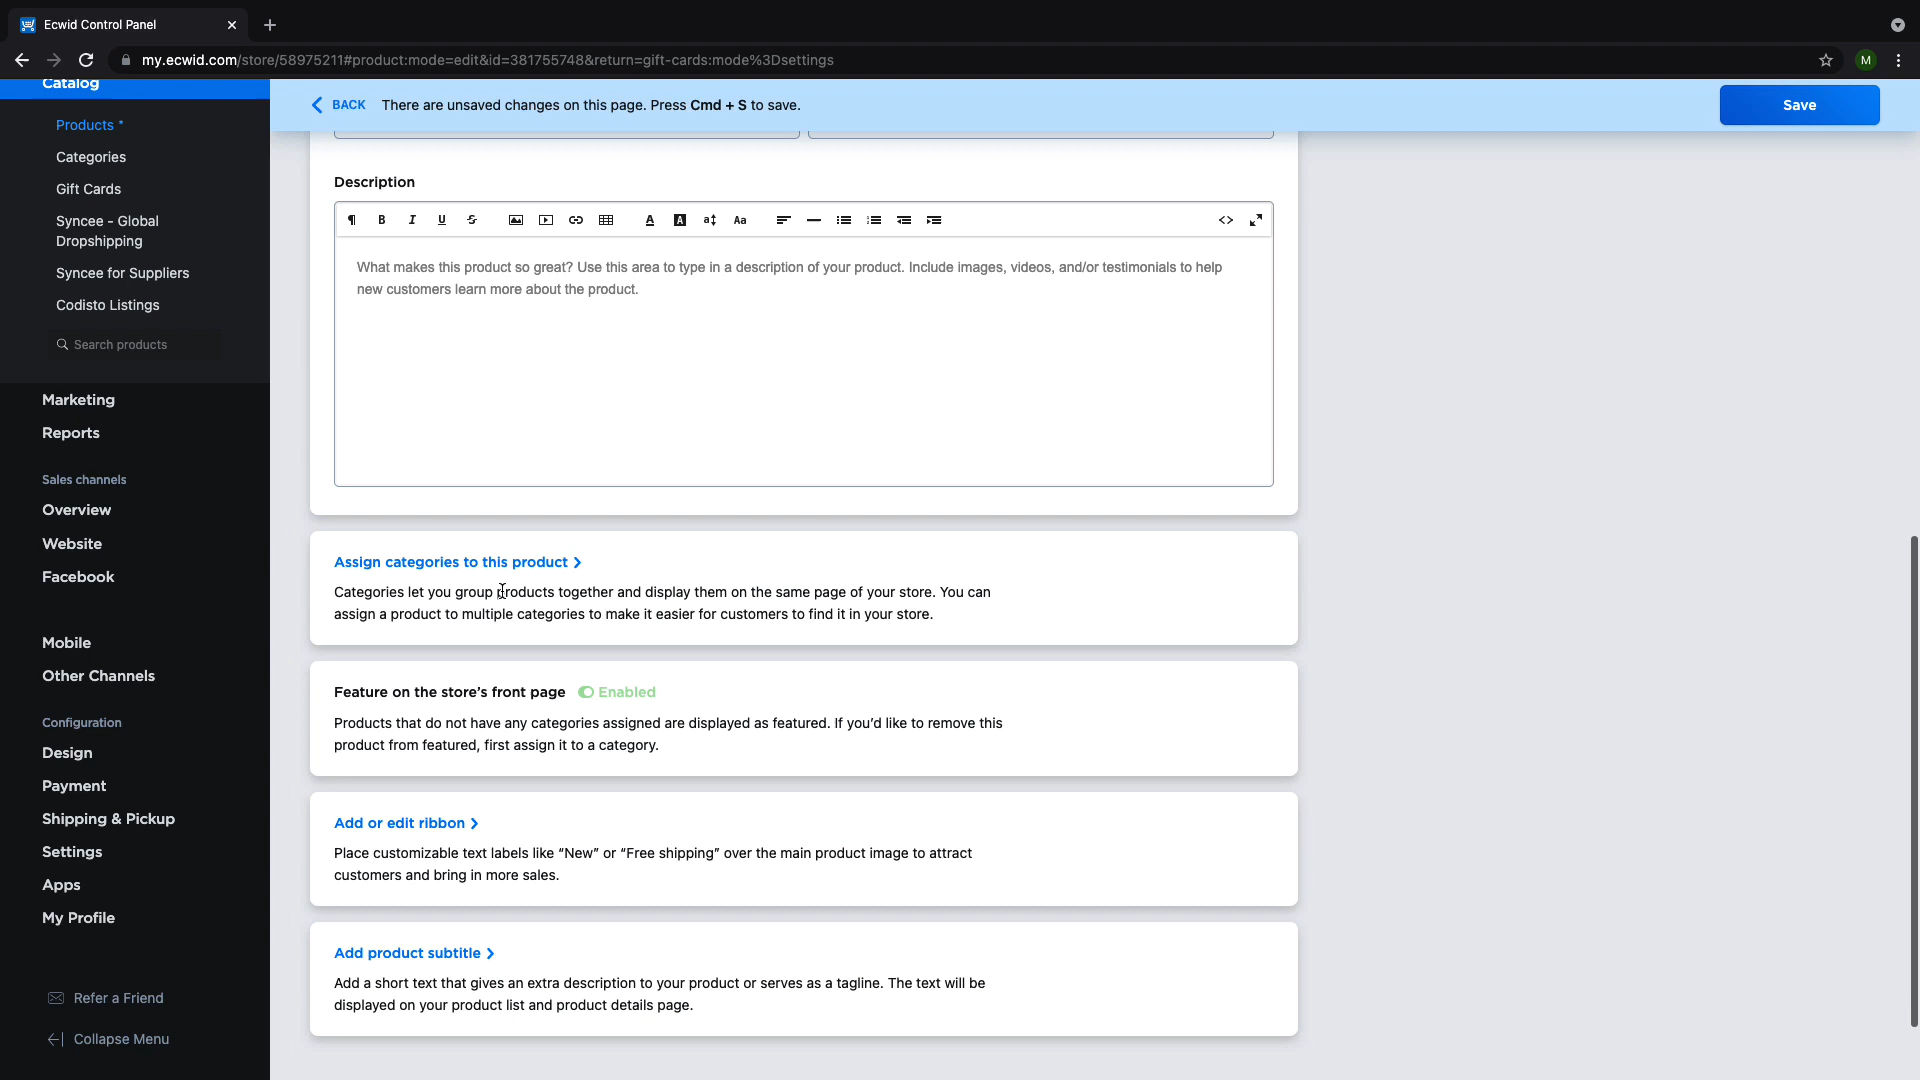 Ecwid Control Panel
my.ecwid.com/store/58975211#product:mode=edit&id=381755748&return=gift-cards:mode%3Dsettings
M
Catalog
Products *
Categories
Gift Cards
Syncee - Global
Dropshipping
Syncee for Suppliers
Codisto Listings
Search products
Marketing
Reports
Sales channels
Overview
Website
Facebook
Mobile
Other Channels
Configuration
Design
Payment
Shipping & Pickup
Settings
Apps
My Profile
Refer a Friend
Collapse Menu
BACK There are unsaved changes on this page. Press Cmd + S to save.
Save
Description
¶ B I U S A A Aa <>
What makes this product so great? Use this area to type in a description of your product. Include images, videos, and/or testimonials to help
new customers learn more about the product.
Assign categories to this product
Categories let you group products together and display them on the same page of your store. You can
assign a product to multiple categories to make it easier for customers to find it in your store.
Feature on the store’s front page Enabled
Products that do not have any categories assigned are displayed as featured. If you’d like to remove this
product from featured, first assign it to a category.
Add or edit ribbon
Place customizable text labels like “New” or “Free shipping” over the main product image to attract
customers and bring in more sales.
Add product subtitle
Add a short text that gives an extra description to your product or serves as a tagline. The text will be
displayed on your product list and product details page.